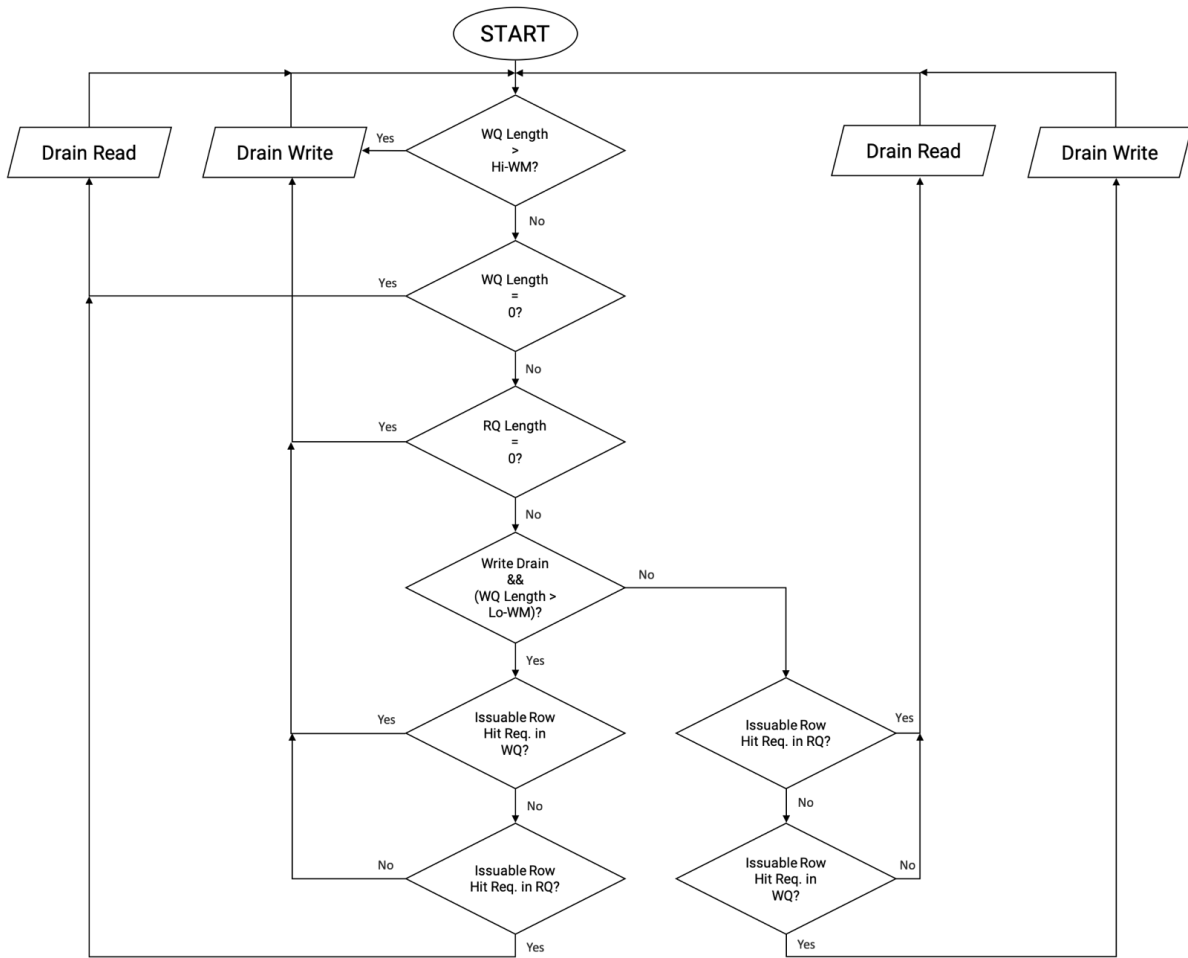 START
Drain Read
Drain Write
Yes
WQ Length
>
Hi-WM?
Drain Read
Drain Write
No
Yes
WQ Length
=
0?
No
Yes
RQ Length
=
0?
No
Write Drain
&&
(WQ Length >
Lo-WM)?
No
Yes
Yes
Issuable Row
Hit Req. in
WQ?
Issuable Row
Hit Req. in RQ?
Yes
No
No
No
Issuable Row
Hit Req. in RQ?
Issuable Row
Hit Req. in
WQ?
No
Yes
Yes